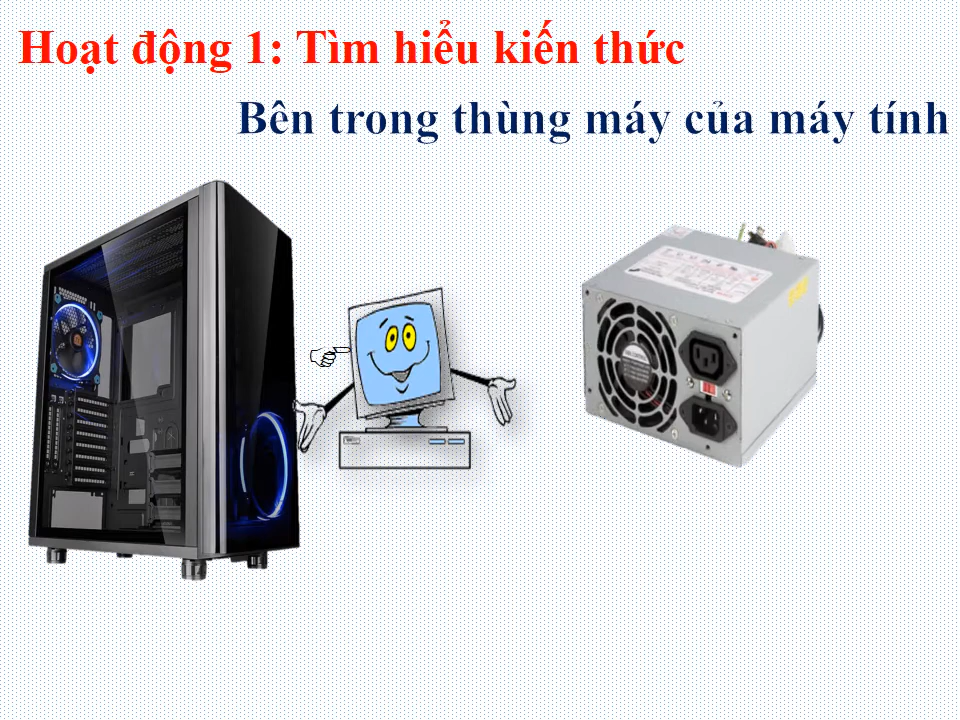 Hoạt động 1: Tìm hiểu kiến thức
Bên trong thùng máy của máy tính